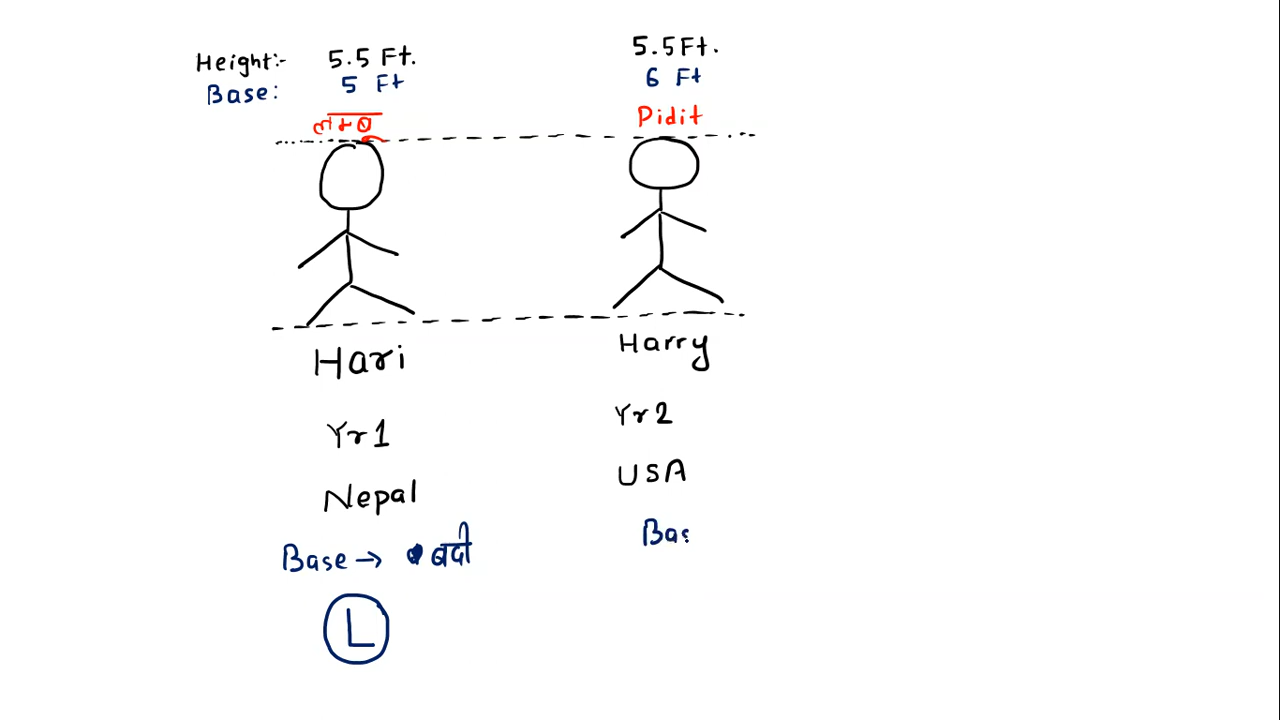 Height:- 5.5 Ft. 5.5 Ft.
Base: 5 Ft 6 Ft
Pidit
Hari Harry
Yr 1 Yr 2
Nepal USA
Base → बढी Bas
L